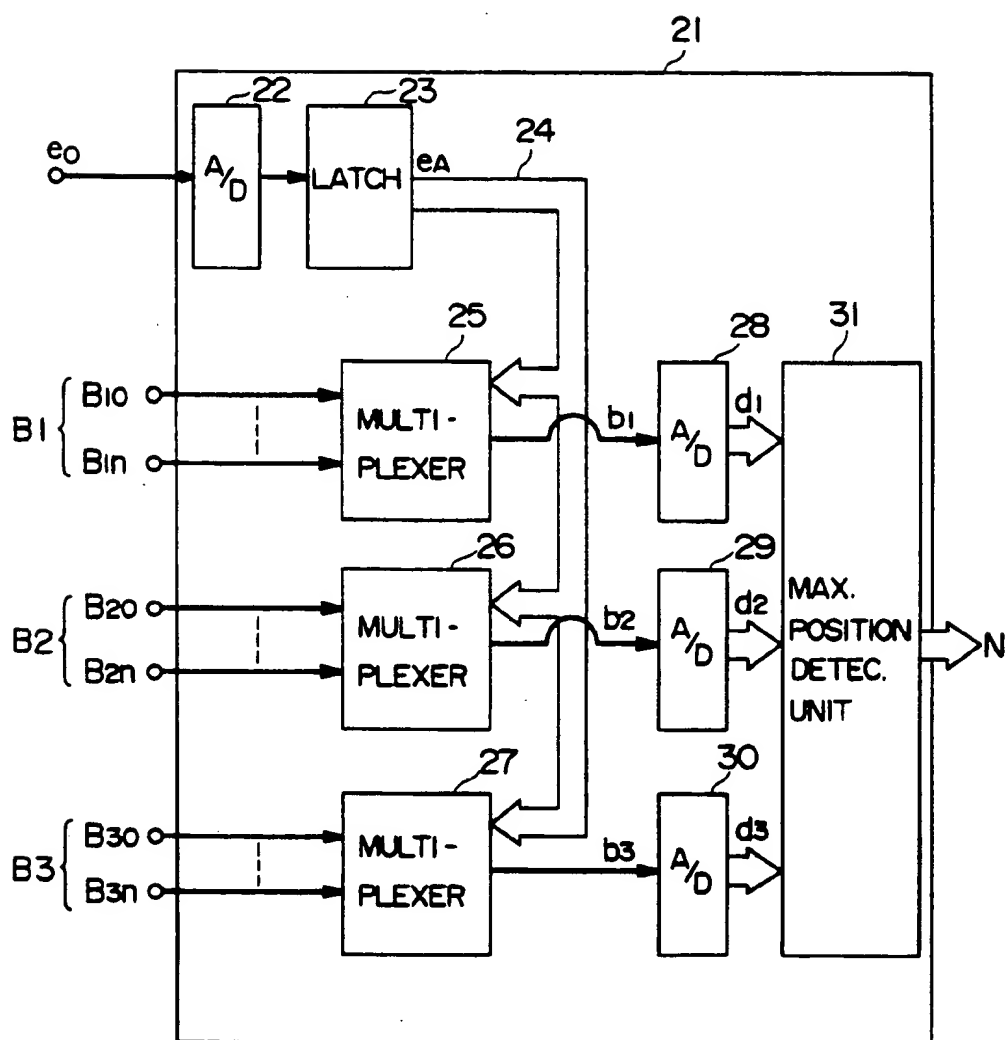 21
22
23
24
eo
A/D
LATCH
eA
25
28
31
B1
B10
B1n
MULTI-
PLEXER
b1
A/D
d1
26
29
B2
B20
B2n
MULTI-
PLEXER
b2
A/D
d2
MAX.
POSITION
DETEC.
UNIT
N
27
30
B3
B30
B3n
MULTI-
PLEXER
b3
A/D
d3